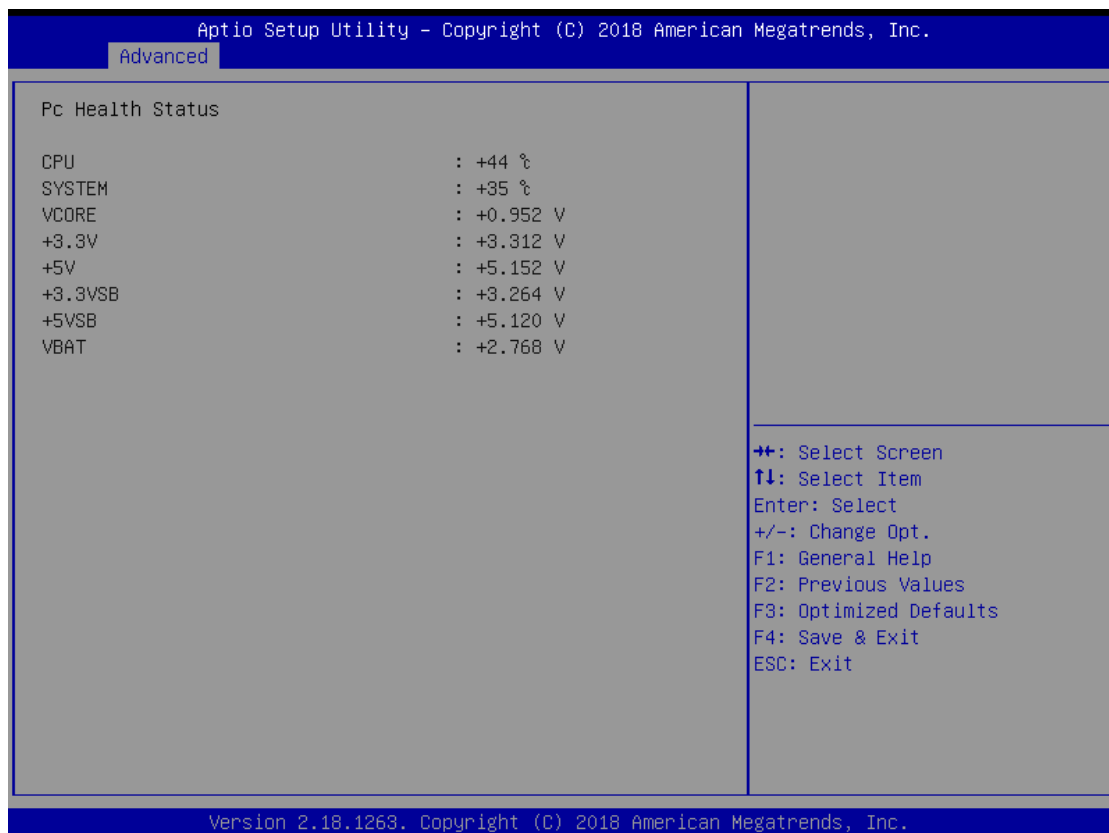 Aptio Setup Utility – Copyright (C) 2018 American Megatrends, Inc.
Advanced
Pc Health Status
CPU : +44 ℃
SYSTEM : +35 ℃
VCORE : +0.952 V
+3.3V : +3.312 V
+5V : +5.152 V
+3.3VSB : +3.264 V
+5VSB : +5.120 V
VBAT : +2.768 V
→←: Select Screen
↑↓: Select Item
Enter: Select
+/-: Change Opt.
F1: General Help
F2: Previous Values
F3: Optimized Defaults
F4: Save & Exit
ESC: Exit
Version 2.18.1263. Copyright (C) 2018 American Megatrends, Inc.